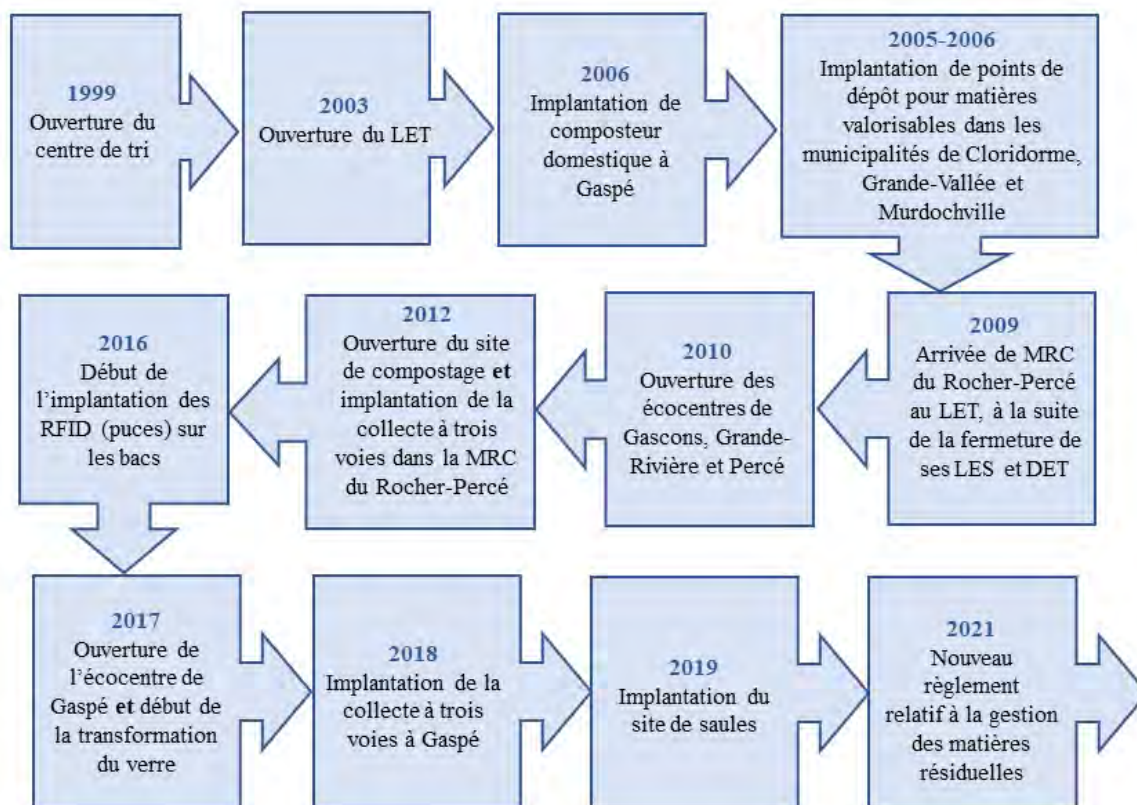 1999
Ouverture du
centre de tri
2003
Ouverture du LET
2006
Implantation de
composteur
domestique à
Gaspé
2005-2006
Implantation de points de
dépôt pour matières
valorisables dans les
municipalités de Cloridorme,
Grande-Vallée et
Murdochville
2009
Arrivée de MRC
du Rocher-Percé
au LET, à la suite
de la fermeture de
ses LES et DET
2010
Ouverture des
écocentres de
Gascons, Grande-
Rivière et Percé
2012
Ouverture du site
de compostage et
implantation de la
collecte à trois
voies dans la MRC
du Rocher-Percé
2016
Début de
l'implantation des
RFID (puces) sur
les bacs
2017
Ouverture de
l'écocentre de
Gaspé et début de
la transformation
du verre
2018
Implantation de la
collecte à trois
voies à Gaspé
2019
Implantation du
site de saules
2021
Nouveau
règlement
relatif à la gestion
des matières
résiduelles